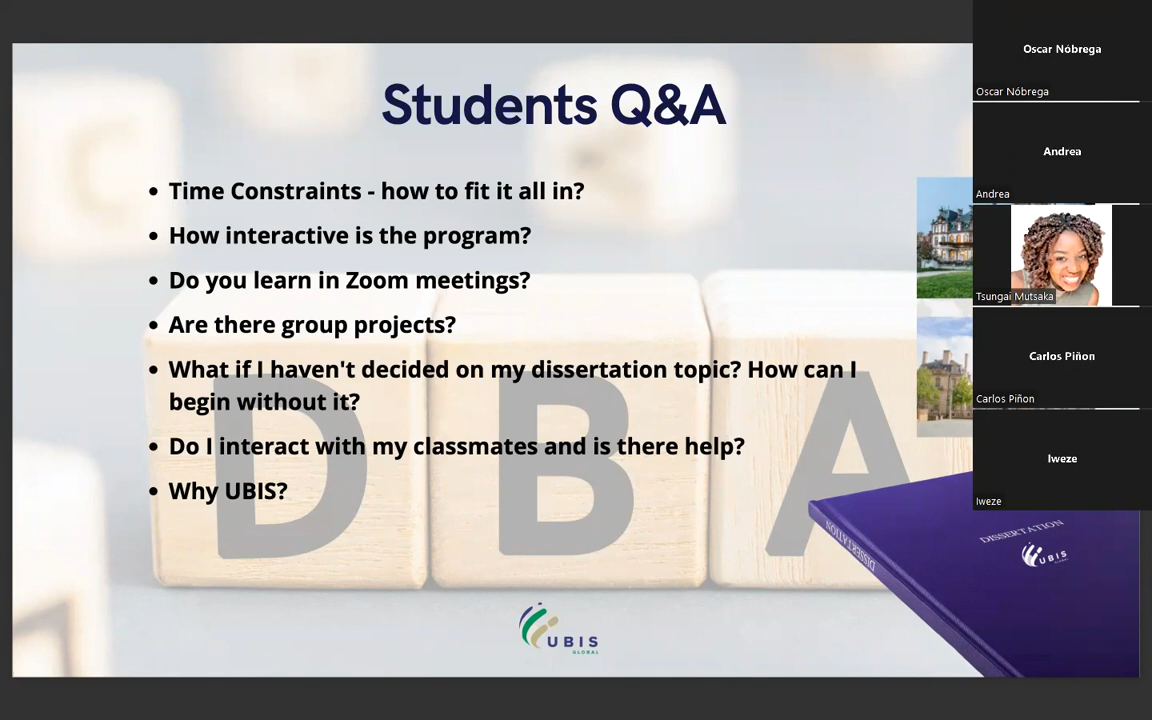 Students Q&A
• Time Constraints - how to fit it all in?
• How interactive is the program?
• Do you learn in Zoom meetings?
• Are there group projects?
• What if I haven't decided on my dissertation topic? How can I
begin without it?
• Do I interact with my classmates and is there help?
• Why UBIS?
D B A
DISSERTATION
DISSERTATION
UBIS
GLOBAL
UBIS
GLOBAL
Oscar Nóbrega
Oscar Nóbrega
Andrea
Andrea
Tsungai Mutsaka
Carlos Piñon
Carlos Piñon
Iweze
Iweze